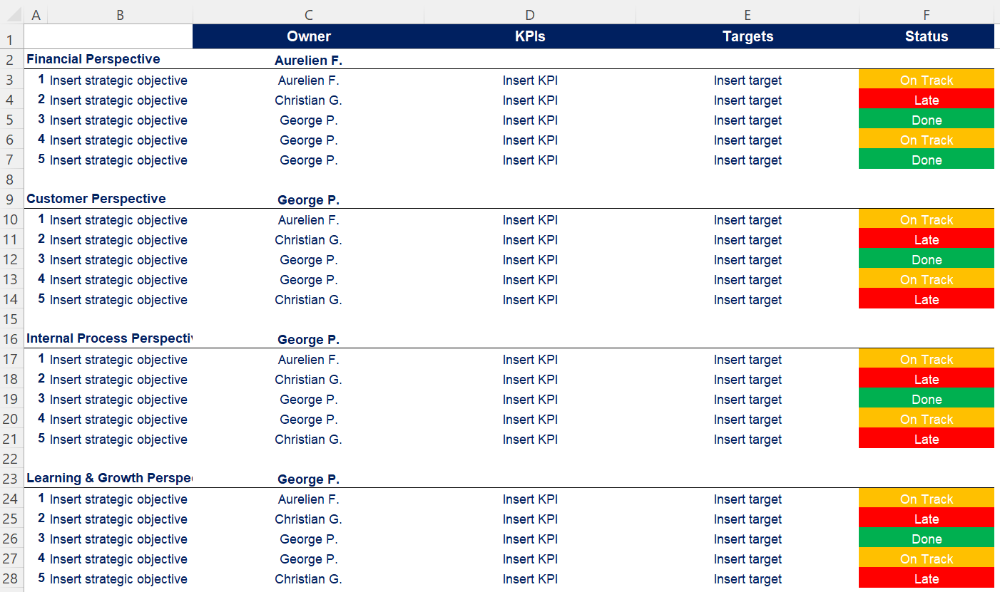 A B C D E F
1 Owner KPIs Targets Status
2 Financial Perspective Aurelien F.
3 1 Insert strategic objective Aurelien F. Insert KPI Insert target On Track
4 2 Insert strategic objective Christian G. Insert KPI Insert target Late
5 3 Insert strategic objective George P. Insert KPI Insert target Done
6 4 Insert strategic objective George P. Insert KPI Insert target On Track
7 5 Insert strategic objective George P. Insert KPI Insert target Done
8
9 Customer Perspective George P.
10 1 Insert strategic objective Aurelien F. Insert KPI Insert target On Track
11 2 Insert strategic objective Christian G. Insert KPI Insert target Late
12 3 Insert strategic objective George P. Insert KPI Insert target Done
13 4 Insert strategic objective George P. Insert KPI Insert target On Track
14 5 Insert strategic objective Christian G. Insert KPI Insert target Late
15
16 Internal Process Perspectiv George P.
17 1 Insert strategic objective Aurelien F. Insert KPI Insert target On Track
18 2 Insert strategic objective Christian G. Insert KPI Insert target Late
19 3 Insert strategic objective George P. Insert KPI Insert target Done
20 4 Insert strategic objective George P. Insert KPI Insert target On Track
21 5 Insert strategic objective Christian G. Insert KPI Insert target Late
22
23 Learning & Growth Perspe George P.
24 1 Insert strategic objective Aurelien F. Insert KPI Insert target On Track
25 2 Insert strategic objective Christian G. Insert KPI Insert target Late
26 3 Insert strategic objective George P. Insert KPI Insert target Done
27 4 Insert strategic objective George P. Insert KPI Insert target On Track
28 5 Insert strategic objective Christian G. Insert KPI Insert target Late